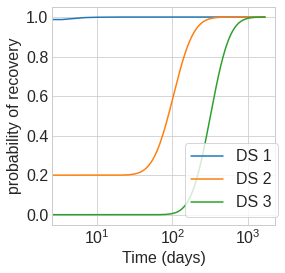 1.0
0.8
0.6
0.4
0.2
0.0
probability of recovery
DS 1
DS 2
DS 3
10¹ 10² 10³
Time (days)